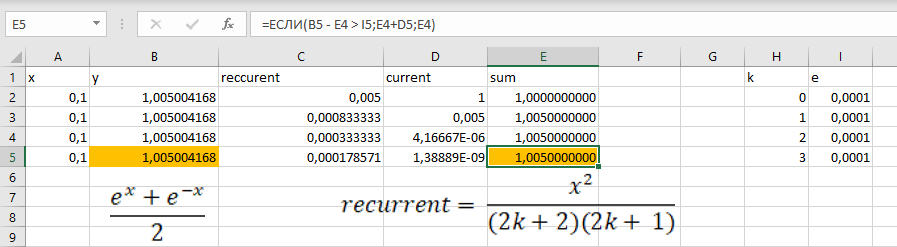 E5 fx =ЕСЛИ(B5 - E4 > I5;E4+D5;E4)
A B C D E F G H I
1 x y reccurent current sum k e
2 0,1 1,005004168 0,005 1 1,0000000000 0 0,0001
3 0,1 1,005004168 0,000833333 0,005 1,0050000000 1 0,0001
4 0,1 1,005004168 0,000333333 4,16667E-06 1,0050000000 2 0,0001
5 0,1 1,005004168 0,000178571 1,38889E-09 1,0050000000 3 0,0001
6
7
8
9
eˣ + e⁻ˣ
2
x²
recurrent =
(2k + 2)(2k + 1)